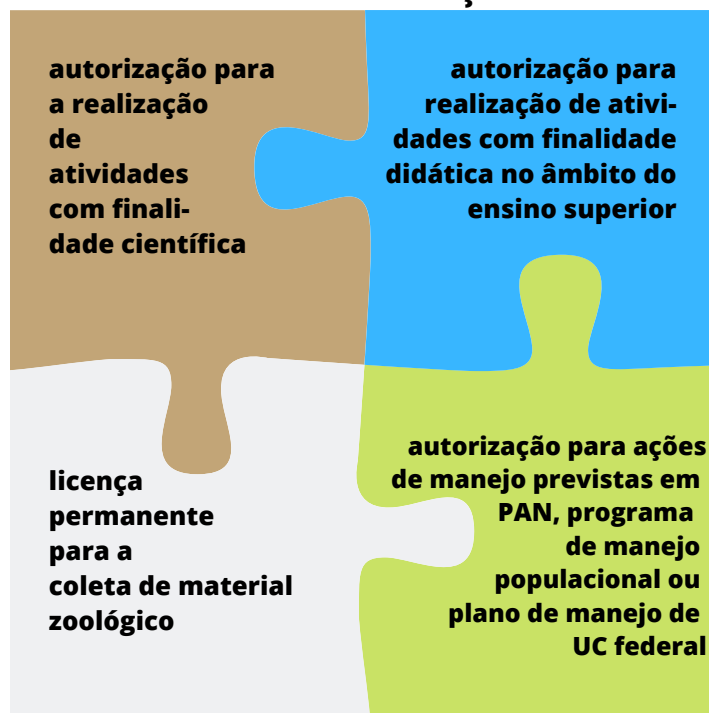 autorização para
a realização
de
atividades
com finali-
dade científica
autorização para
realização de ativi-
dades com finalidade
didática no âmbito do
ensino superior
licença
permanente
para a
coleta de material
zoológico
autorização para ações
de manejo previstas em
PAN, programa
de manejo
populacional ou
plano de manejo de
UC federal